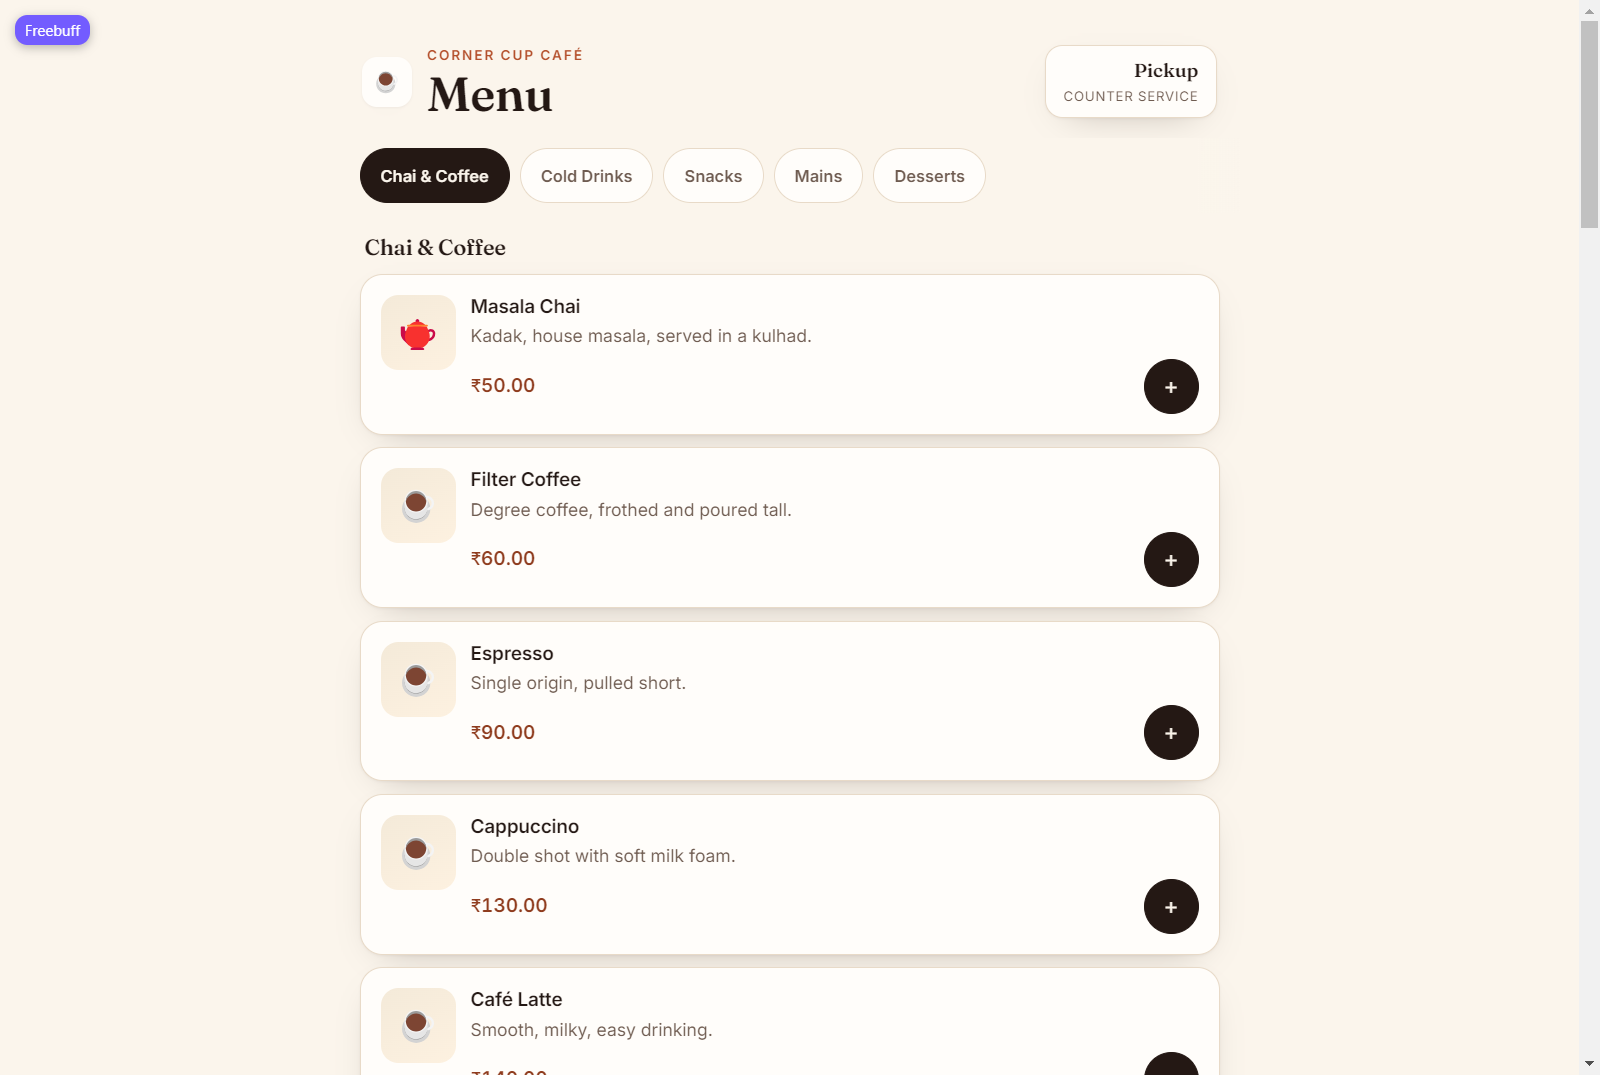 Freebuff
CORNER CUP CAFÉ
Menu
Pickup
COUNTER SERVICE
Chai & Coffee
Cold Drinks
Snacks
Mains
Desserts
Chai & Coffee
Masala Chai
Kadak, house masala, served in a kulhad.
₹50.00
+
Filter Coffee
Degree coffee, frothed and poured tall.
₹60.00
+
Espresso
Single origin, pulled short.
₹90.00
+
Cappuccino
Double shot with soft milk foam.
₹130.00
+
Café Latte
Smooth, milky, easy drinking.